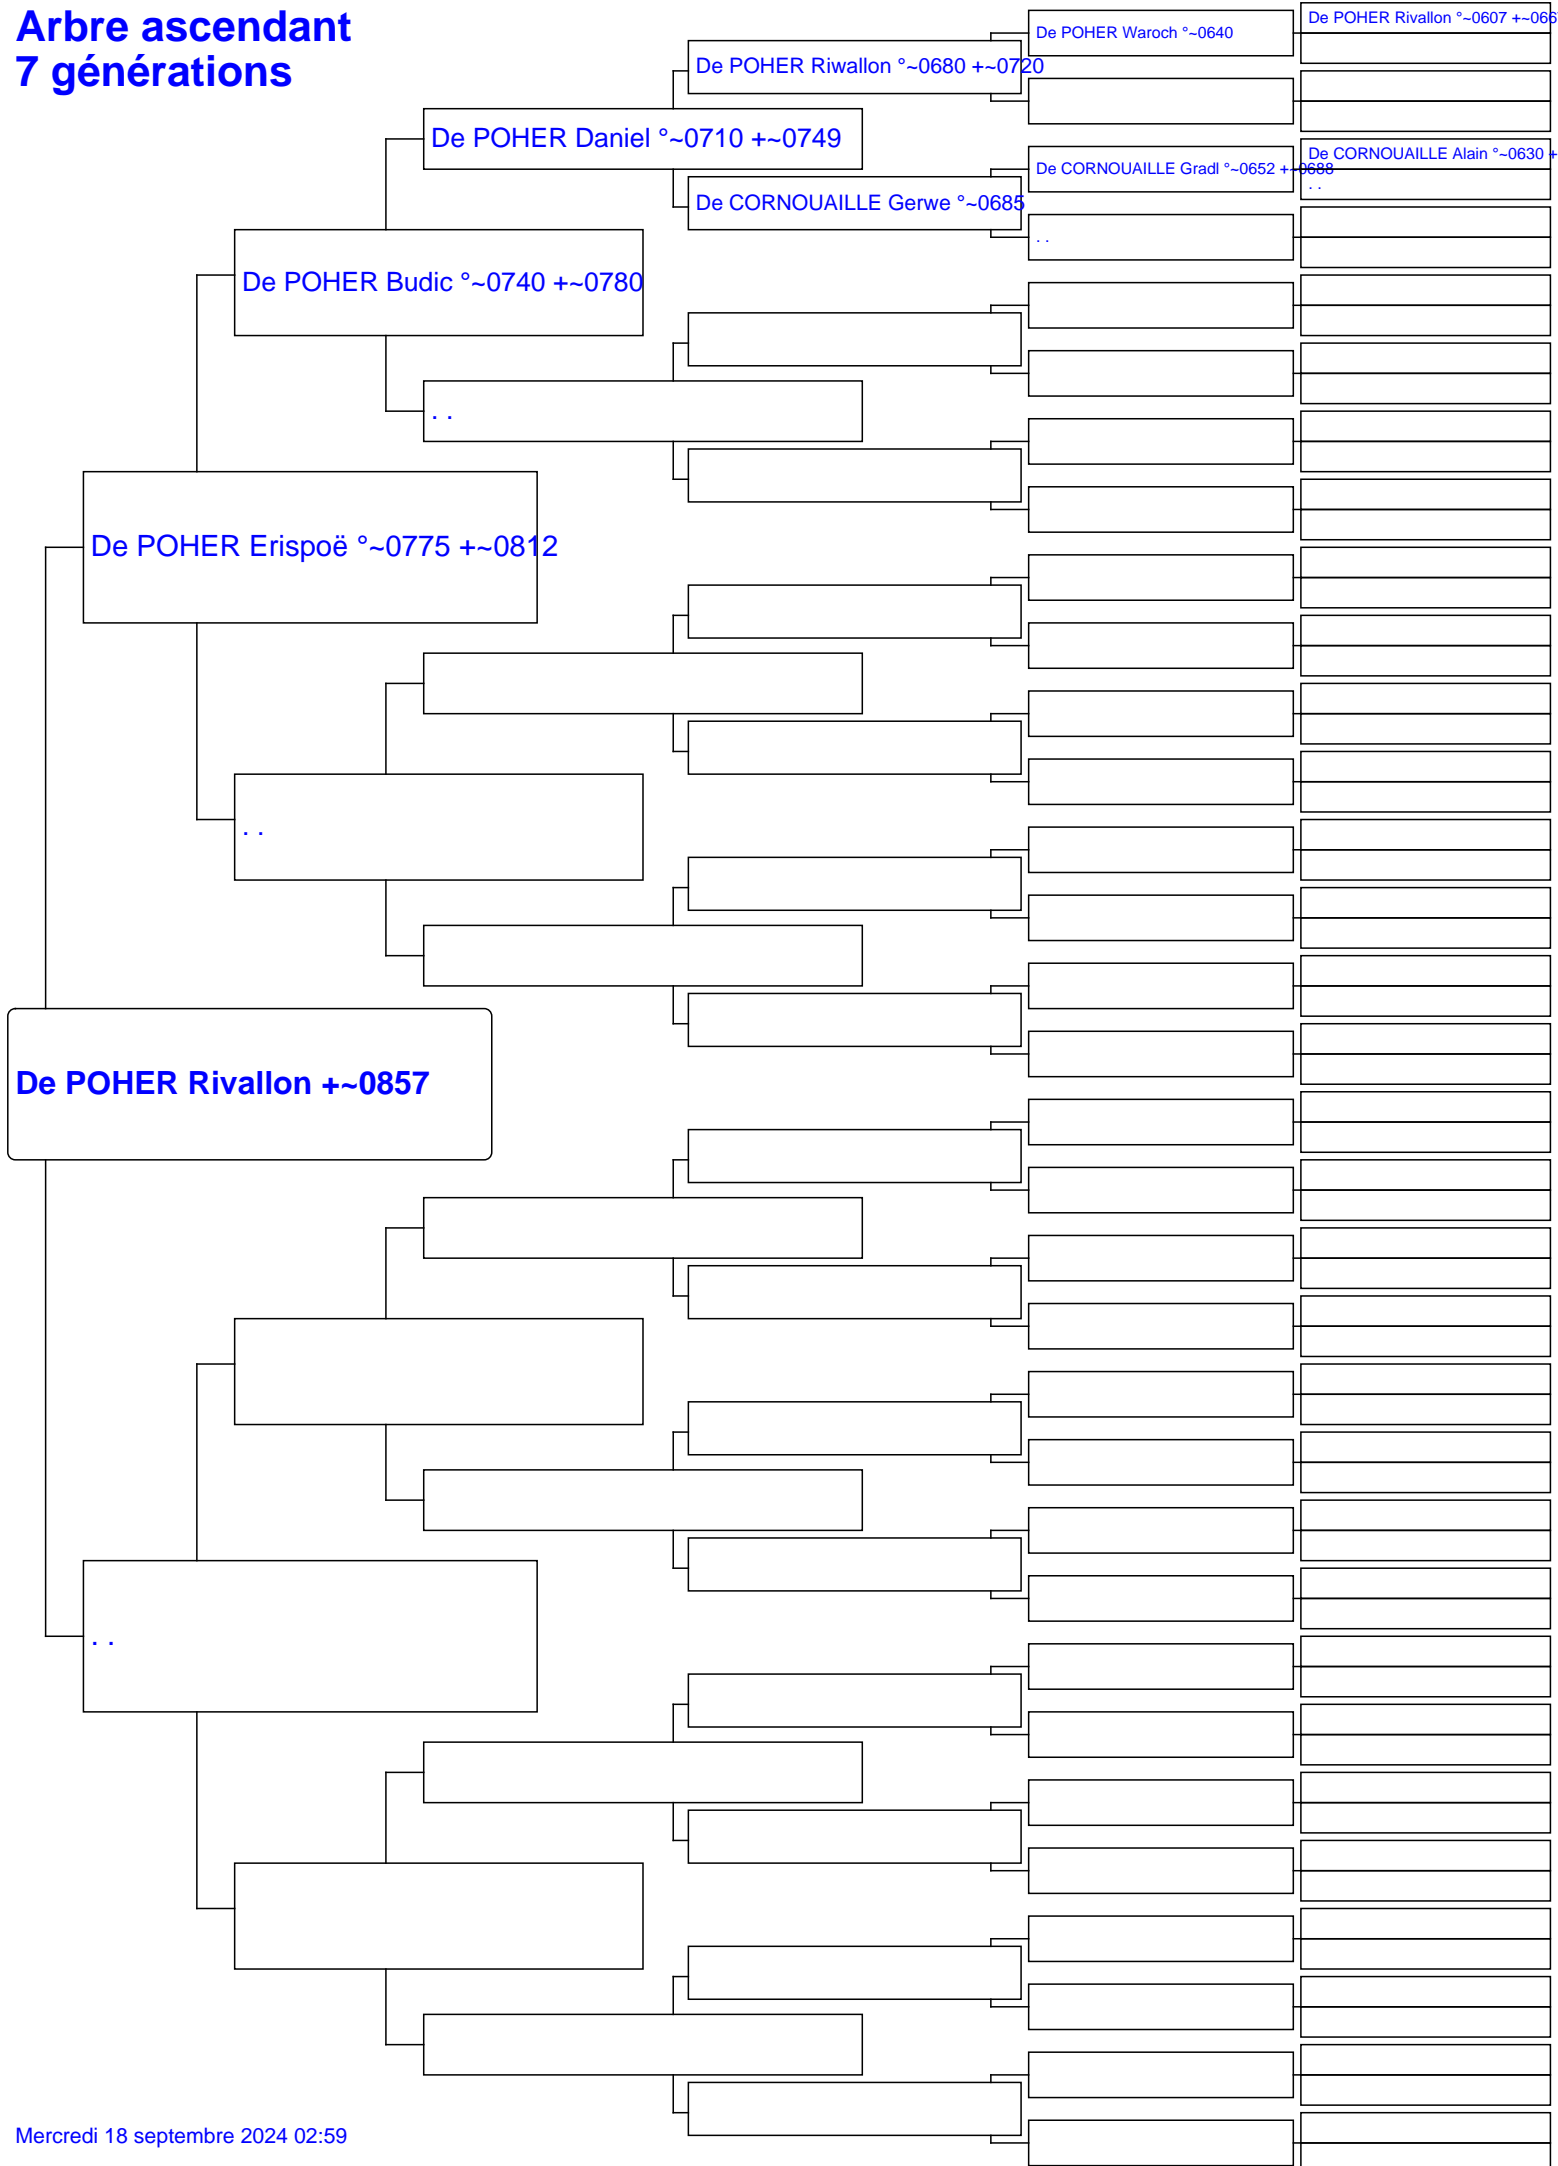 Arbre ascendant
7 générations
De POHER Rivallon °~0607 +~066
De POHER Waroch °~0640
De POHER Riwallon °~0680 +~0720
De POHER Daniel °~0710 +~0749
De CORNOUAILLE Alain °~0630 +
De CORNOUAILLE Gradl °~0652 +~0688
. .
De CORNOUAILLE Gerwe °~0685
. .
De POHER Budic °~0740 +~0780
. .
De POHER Erispoë °~0775 +~0812
. .
De POHER Rivallon +~0857
. .
Mercredi 18 septembre 2024 02:59